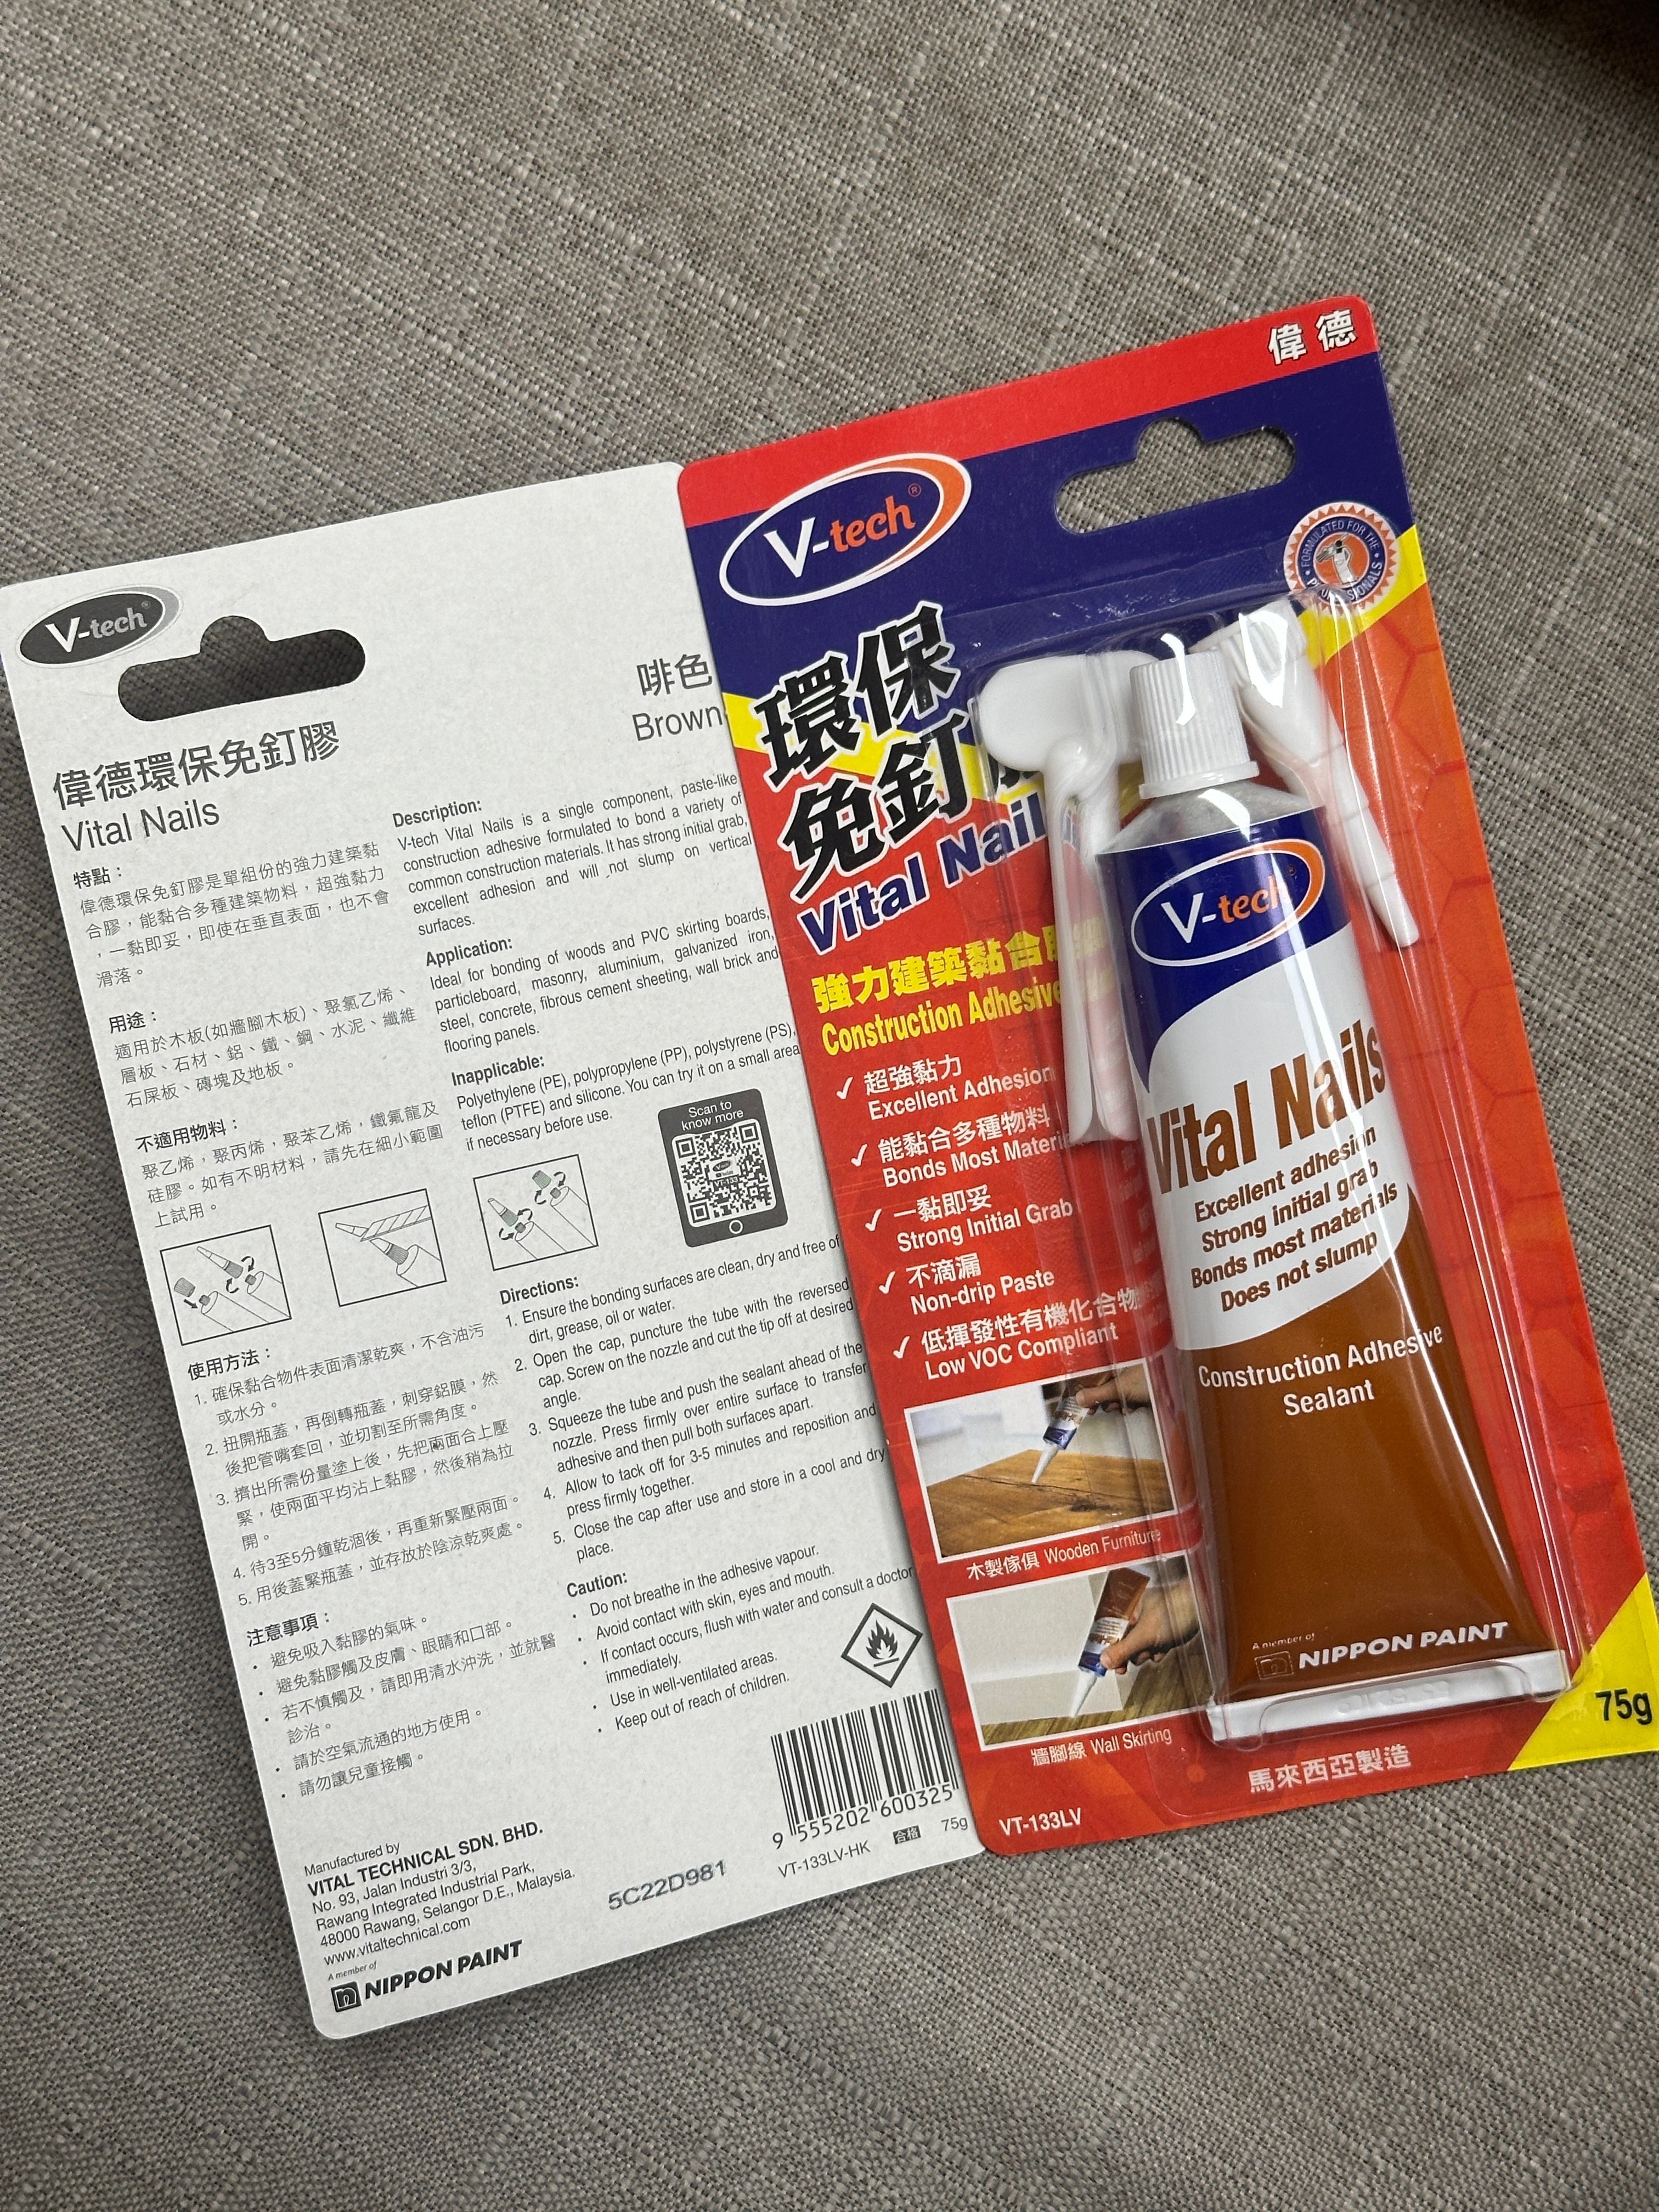 V-tech®
啡色
Brown
偉德環保免釘膠
Vital Nails
特點：
偉德環保免釘膠是單組份的強力建築黏
合膠，能黏合多種建築物料，超強黏力
，一黏即妥，即使在垂直表面，也不會
滑落。
用途：
適用於木板(如牆腳木板)、聚氯乙烯、
層板、石材、鋁、鐵、鋼、水泥、纖維
石屎板、磚塊及地板。
不適用物料：
聚乙烯，聚丙烯，聚苯乙烯，鐵氟龍及
硅膠。如有不明材料，請先在細小範圍
上試用。
Description:
V-tech Vital Nails is a single component, paste-like
construction adhesive formulated to bond a variety of
common construction materials. It has strong initial grab,
excellent adhesion and will not slump on vertical
surfaces.
Application:
Ideal for bonding of woods and PVC skirting boards,
particleboard, masonry, aluminium, galvanized iron,
steel, concrete, fibrous cement sheeting, wall brick and
flooring panels.
Inapplicable:
Polyethylene (PE), polypropylene (PP), polystyrene (PS),
teflon (PTFE) and silicone. You can try it on a small area
if necessary before use.
Scan to
know more
VT-133
使用方法：
1. 確保黏合物件表面清潔乾爽，不含油污
或水分。
2. 扭開瓶蓋，再倒轉瓶蓋，刺穿鋁膜，然
後把管嘴套回，並切割至所需角度。
3. 擠出所需份量塗上後，先把兩面合上壓
緊，使兩面平均沾上黏膠，然後稍為拉
開。
4. 待3至5分鐘乾涸後，再重新緊壓兩面。
5. 用後蓋緊瓶蓋，並存放於陰涼乾爽處。
注意事項：
• 避免吸入黏膠的氣味。
• 避免黏膠觸及皮膚、眼睛和口部。
• 若不慎觸及，請即用清水沖洗，並就醫
診治。
• 請於空氣流通的地方使用。
• 請勿讓兒童接觸。
Directions:
1. Ensure the bonding surfaces are clean, dry and free of
dirt, grease, oil or water.
2. Open the cap, puncture the tube with the reversed
cap. Screw on the nozzle and cut the tip off at desired
angle.
3. Squeeze the tube and push the sealant ahead of the
nozzle. Press firmly over entire surface to transfer
adhesive and then pull both surfaces apart.
4. Allow to tack off for 3-5 minutes and reposition and
press firmly together.
5. Close the cap after use and store in a cool and dry
place.
Caution:
• Do not breathe in the adhesive vapour.
• Avoid contact with skin, eyes and mouth.
• If contact occurs, flush with water and consult a doctor
immediately.
• Use in well-ventilated areas.
• Keep out of reach of children.
Manufactured by
VITAL TECHNICAL SDN. BHD.
No. 93, Jalan Industri 3/3,
Rawang Integrated Industrial Park,
48000 Rawang, Selangor D.E., Malaysia.
www.vitaltechnical.com
A member of
NIPPON PAINT
5C22D981
9 555202 600325
VT-133LV-HK 合格 75g
偉德
V-tech®
FORMULATED FOR THE PROFESSIONALS
環保
免釘
Vital Nail
強力建築黏合
Construction Adhesive
✓ 超強黏力
Excellent Adhesion
✓ 能黏合多種物料
Bonds Most Materi
✓ 一黏即妥
Strong Initial Grab
✓ 不滴漏
Non-drip Paste
✓ 低揮發性有機化合物
Low VOC Compliant
木製傢俱 Wooden Furniture
牆腳線 Wall Skirting
VT-133LV
V-tech
Vital Nails
Excellent adhesion
Strong initial grab
Bonds most materials
Does not slump
Construction Adhesive
Sealant
A member of
NIPPON PAINT
75g
馬來西亞製造